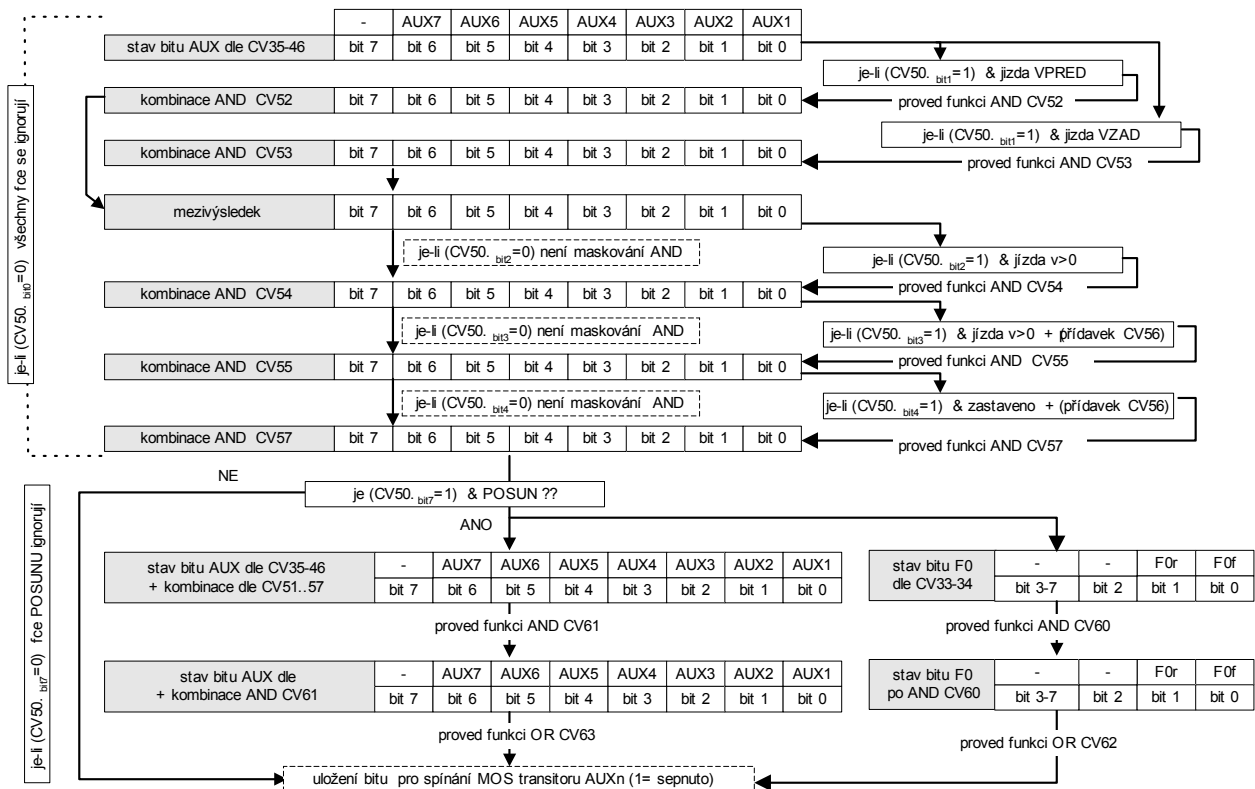 - AUX7 AUX6 AUX5 AUX4 AUX3 AUX2 AUX1
stav bitu AUX dle CV35-46 bit 7 bit 6 bit 5 bit 4 bit 3 bit 2 bit 1 bit 0
je-li (CV50. bit1=1) & jizda VPRED
kombinace AND CV52 bit 7 bit 6 bit 5 bit 4 bit 3 bit 2 bit 1 bit 0
proved funkci AND CV52
je-li (CV50. bit1=1) & jizda VZAD
kombinace AND CV53 bit 7 bit 6 bit 5 bit 4 bit 3 bit 2 bit 1 bit 0
proved funkci AND CV53
je-li (CV50. bit0=0) všechny fce se ignorují
mezivýsledek bit 7 bit 6 bit 5 bit 4 bit 3 bit 2 bit 1 bit 0
je-li (CV50. bit2=0) není maskování AND
je-li (CV50. bit2=1) & jízda v>0
kombinace AND CV54 bit 7 bit 6 bit 5 bit 4 bit 3 bit 2 bit 1 bit 0
proved funkci AND CV54
je-li (CV50. bit3=0) není maskování AND
je-li (CV50. bit3=1) & jízda v>0 + (přídavek CV56)
kombinace AND CV55 bit 7 bit 6 bit 5 bit 4 bit 3 bit 2 bit 1 bit 0
proved funkci AND CV55
je-li (CV50. bit4=0) není maskování AND
je-li (CV50. bit4=1) & zastaveno + (přídavek CV56)
kombinace AND CV57 bit 7 bit 6 bit 5 bit 4 bit 3 bit 2 bit 1 bit 0
proved funkci AND CV57
NE
je (CV50. bit7=1) & POSUN ??
ANO
je-li (CV50. bit7=0) fce POSUNU ignorují
stav bitu AUX dle CV35-46
+ kombinace dle CV51..57
- AUX7 AUX6 AUX5 AUX4 AUX3 AUX2 AUX1
bit 7 bit 6 bit 5 bit 4 bit 3 bit 2 bit 1 bit 0
stav bitu F0
dle CV33-34
- - F0r F0f
bit 3-7 bit 2 bit 1 bit 0
proved funkci AND CV61
proved funkci AND CV60
stav bitu AUX dle
+ kombinace AND CV61
- AUX7 AUX6 AUX5 AUX4 AUX3 AUX2 AUX1
bit 7 bit 6 bit 5 bit 4 bit 3 bit 2 bit 1 bit 0
stav bitu F0
po AND CV60
- - F0r F0f
bit 3-7 bit 2 bit 1 bit 0
proved funkci OR CV63
proved funkci OR CV62
uložení bitu pro spínání MOS transitoru AUXn (1= sepnuto)